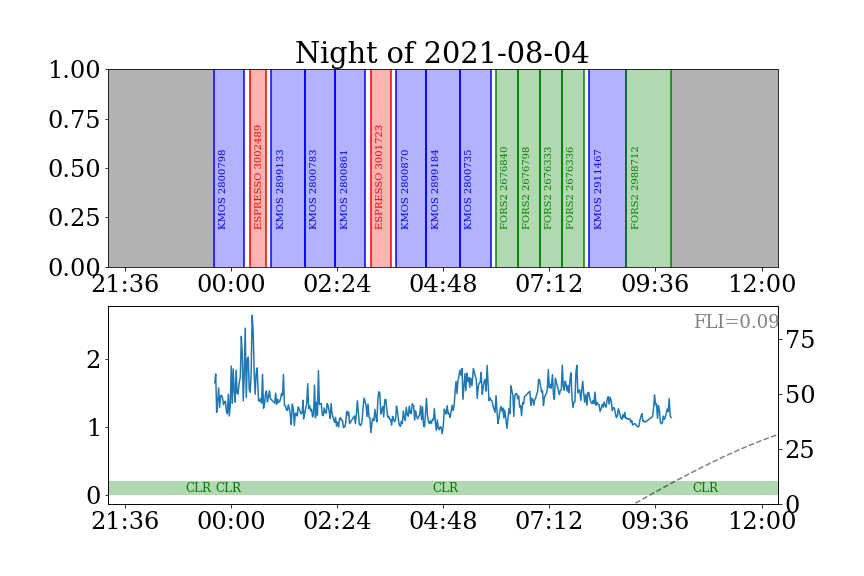 Night of 2021-08-04
1.00
0.75
0.50
0.25
0.00
KMOS 2800798
ESPRESSO 3002489
KMOS 2899133
KMOS 2800783
KMOS 2800861
ESPRESSO 3001723
KMOS 2800870
KMOS 2899184
KMOS 2800735
FORS2 2676840
FORS2 2676798
FORS2 2676333
FORS2 2676336
KMOS 2911467
FORS2 2988712
21:36 00:00 02:24 04:48 07:12 09:36 12:00
FLI=0.09
2
1
0
75
50
25
0
CLR CLR CLR CLR
21:36 00:00 02:24 04:48 07:12 09:36 12:00